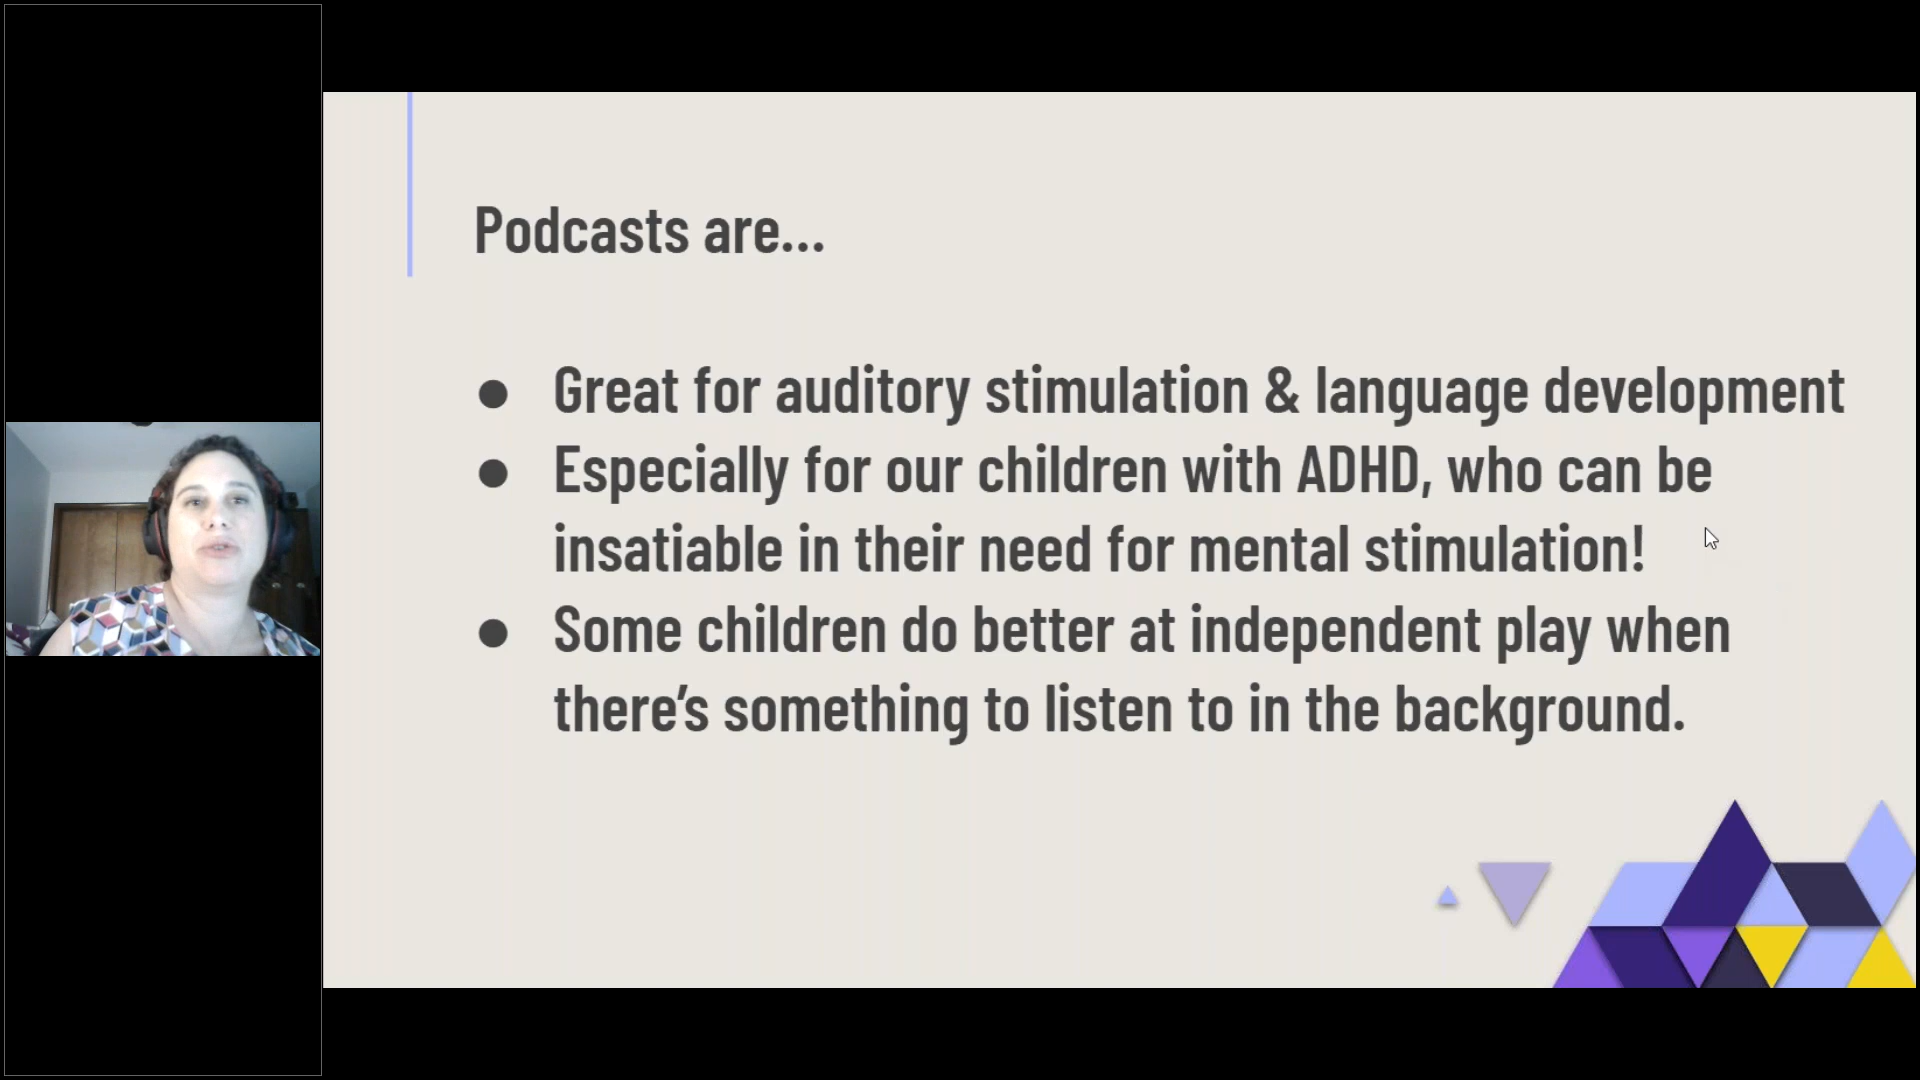 Podcasts are...
● Great for auditory stimulation & language development
● Especially for our children with ADHD, who can be
insatiable in their need for mental stimulation!
● Some children do better at independent play when
there’s something to listen to in the background.